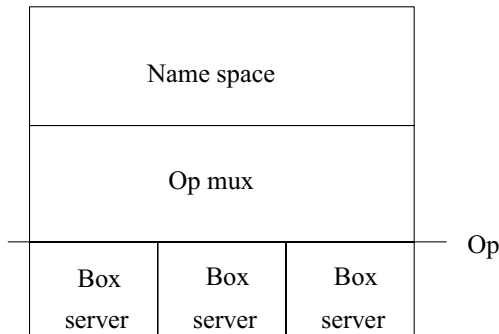 Name space
Op mux
Op
Box Box Box
server server server